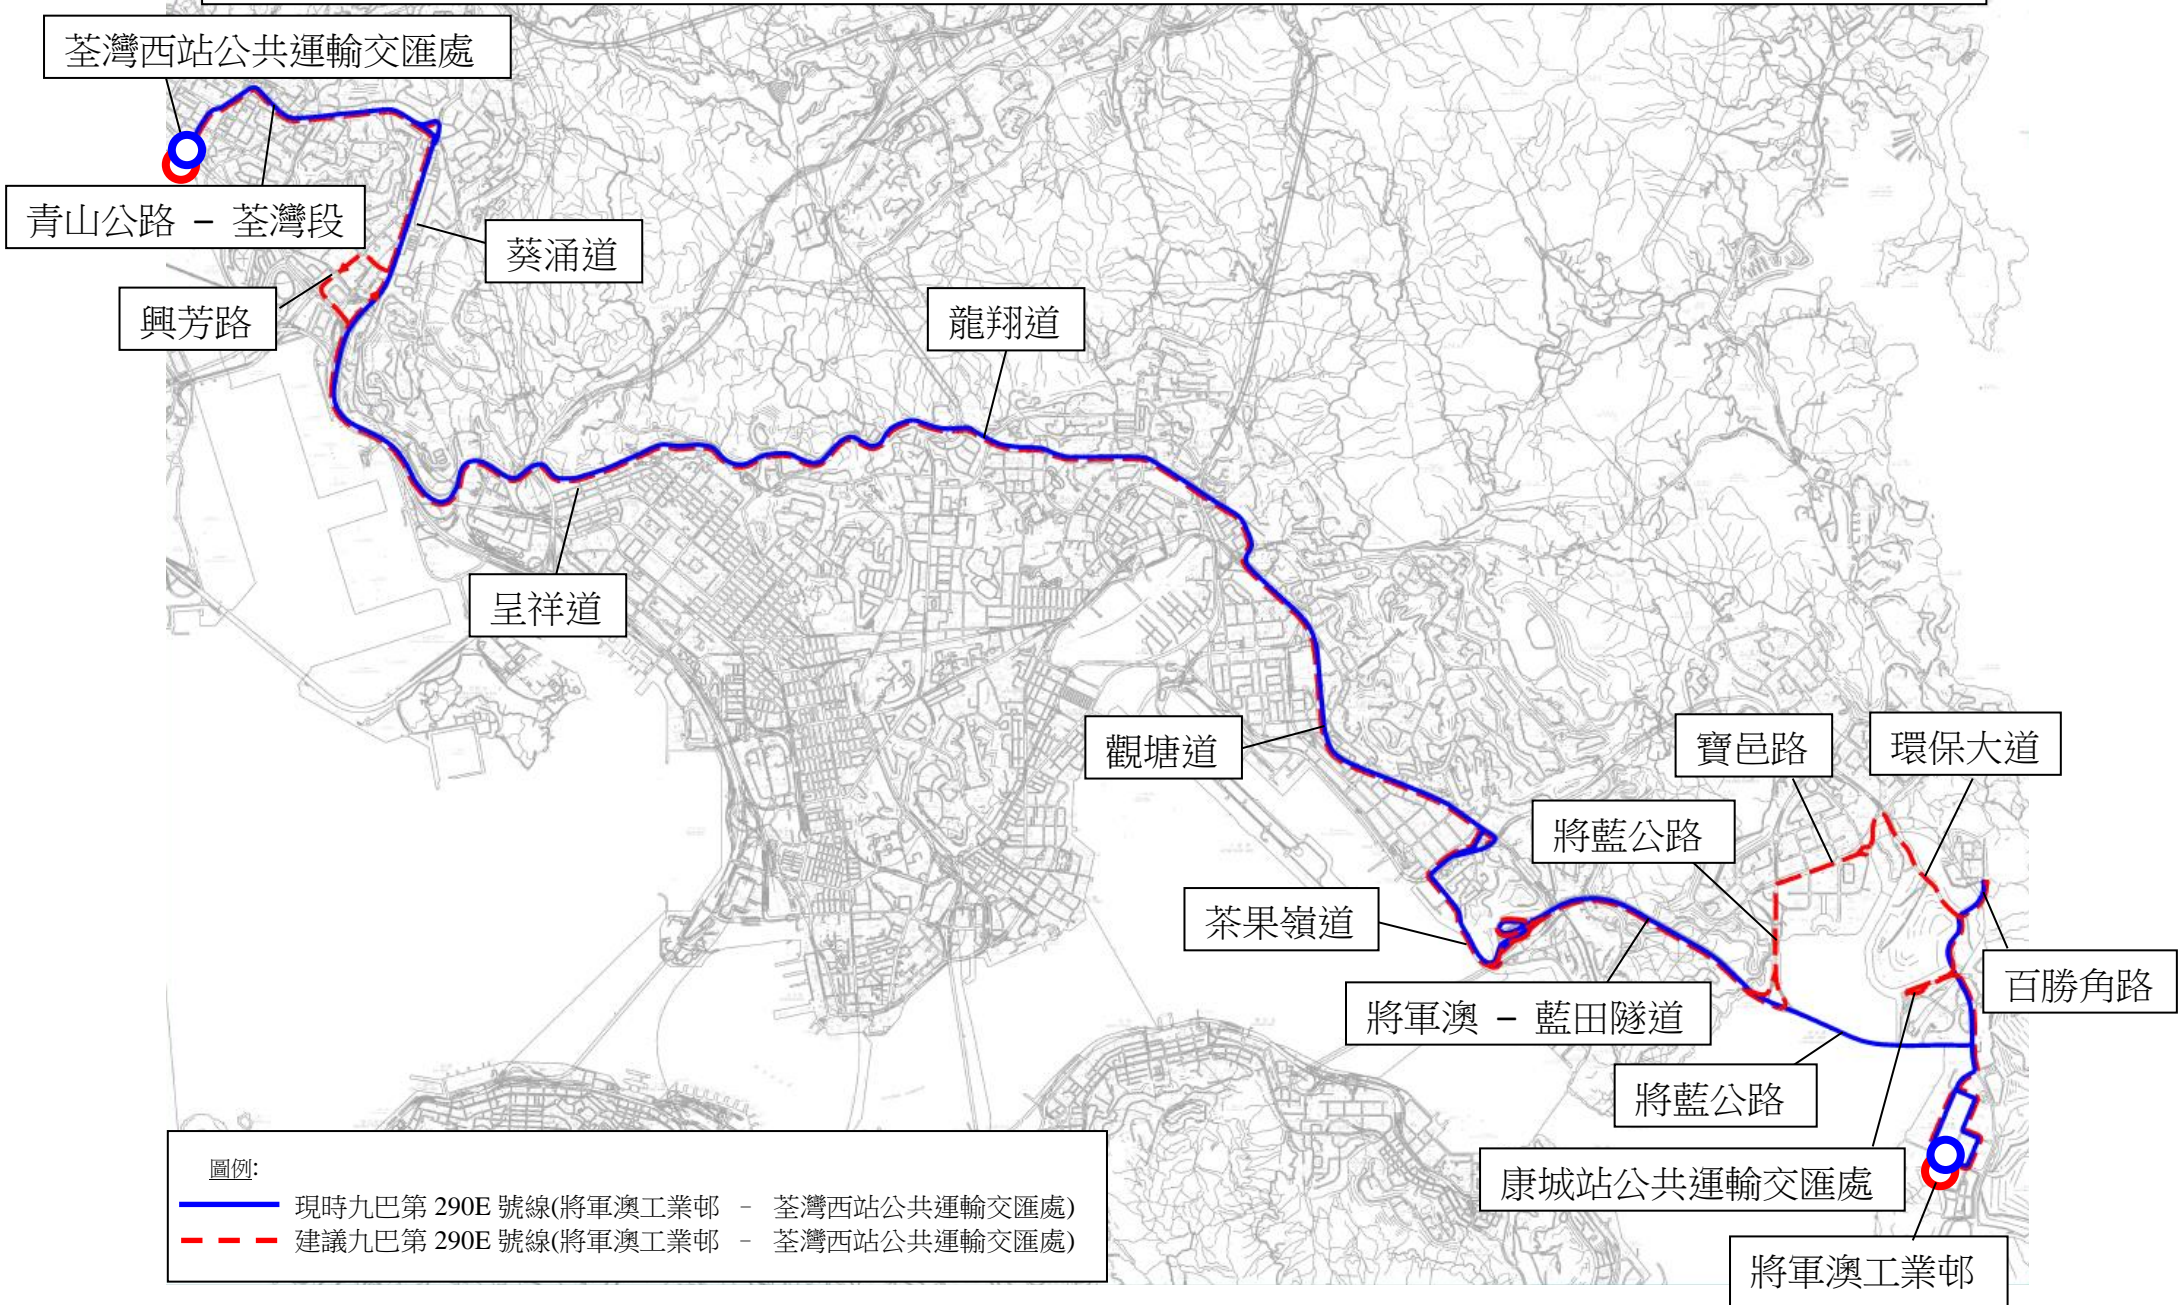 荃灣西站公共運輸交匯處
青山公路 – 荃灣段
葵涌道
興芳路
龍翔道
呈祥道
觀塘道
寶邑路
環保大道
將藍公路
茶果嶺道
百勝角路
將軍澳 – 藍田隧道
將藍公路
康城站公共運輸交匯處
將軍澳工業邨
圖例:
現時九巴第 290E 號線(將軍澳工業邨 - 荃灣西站公共運輸交匯處)
建議九巴第 290E 號線(將軍澳工業邨 - 荃灣西站公共運輸交匯處)